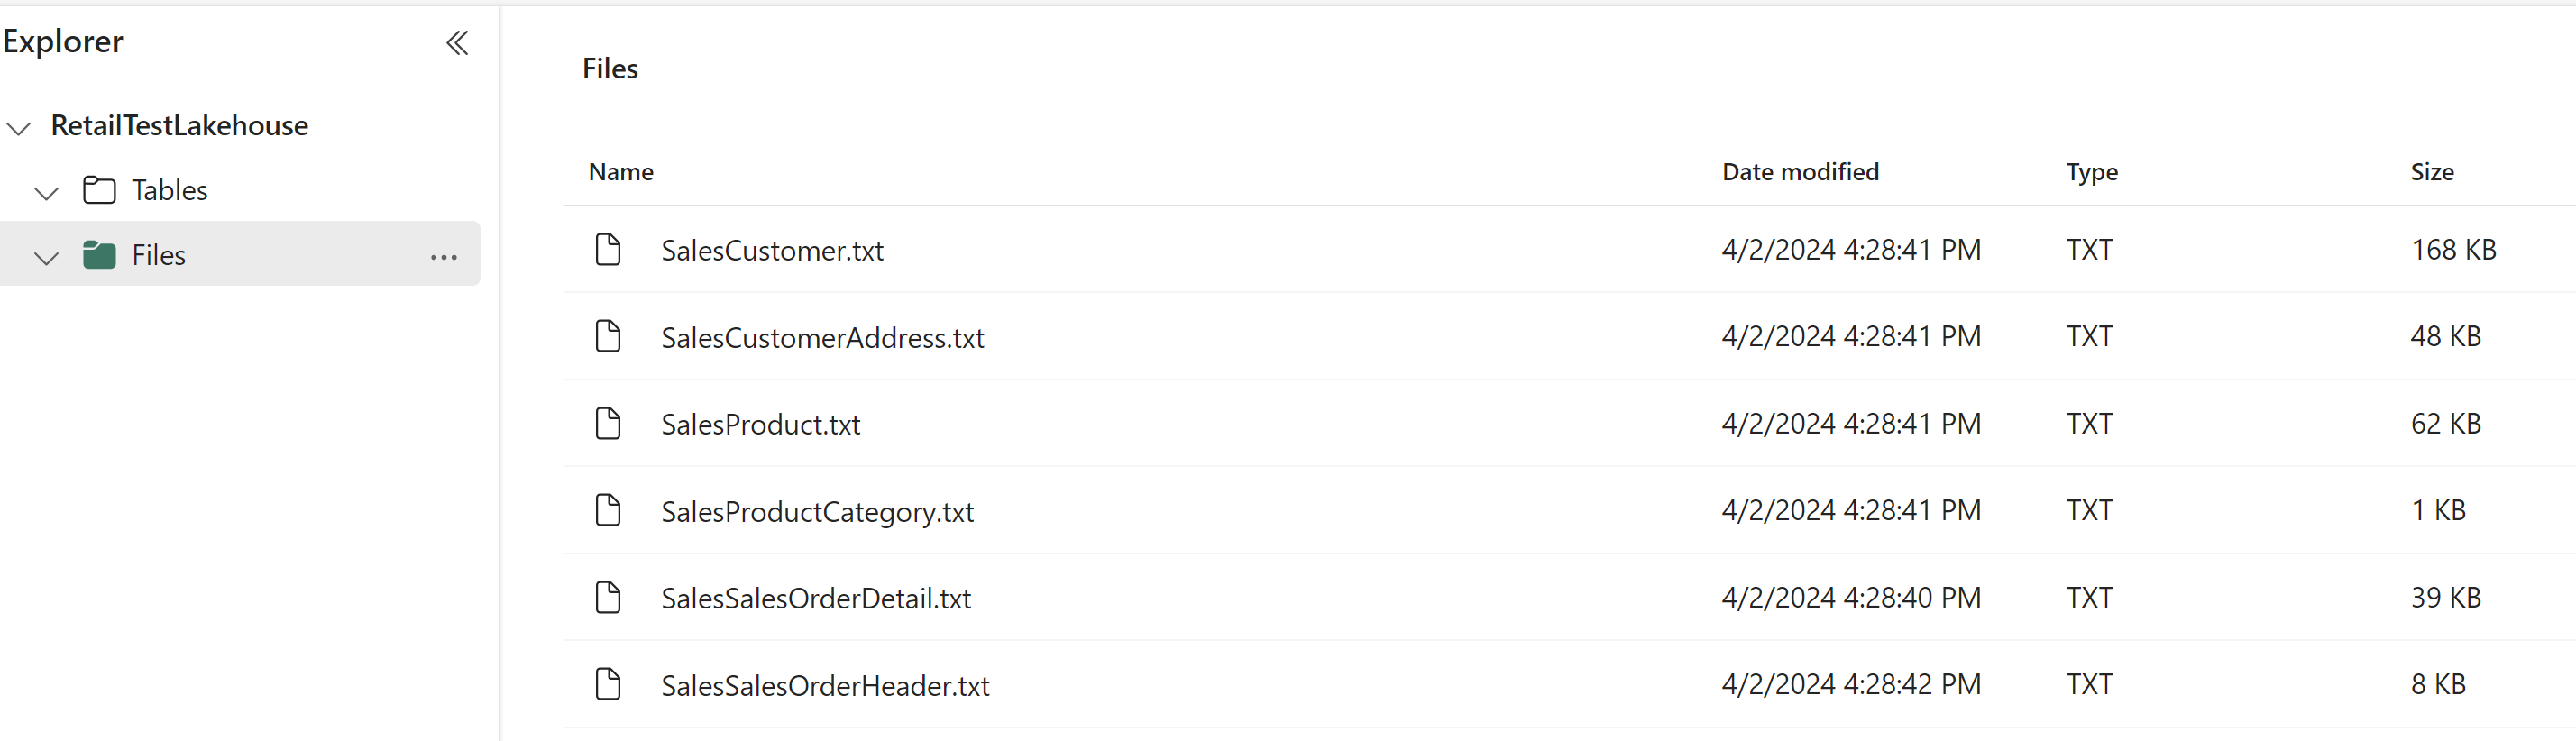 Explorer
RetailTestLakehouse
Tables
Files
Files
Name Date modified Type Size
SalesCustomer.txt 4/2/2024 4:28:41 PM TXT 168 KB
SalesCustomerAddress.txt 4/2/2024 4:28:41 PM TXT 48 KB
SalesProduct.txt 4/2/2024 4:28:41 PM TXT 62 KB
SalesProductCategory.txt 4/2/2024 4:28:41 PM TXT 1 KB
SalesSalesOrderDetail.txt 4/2/2024 4:28:40 PM TXT 39 KB
SalesSalesOrderHeader.txt 4/2/2024 4:28:42 PM TXT 8 KB